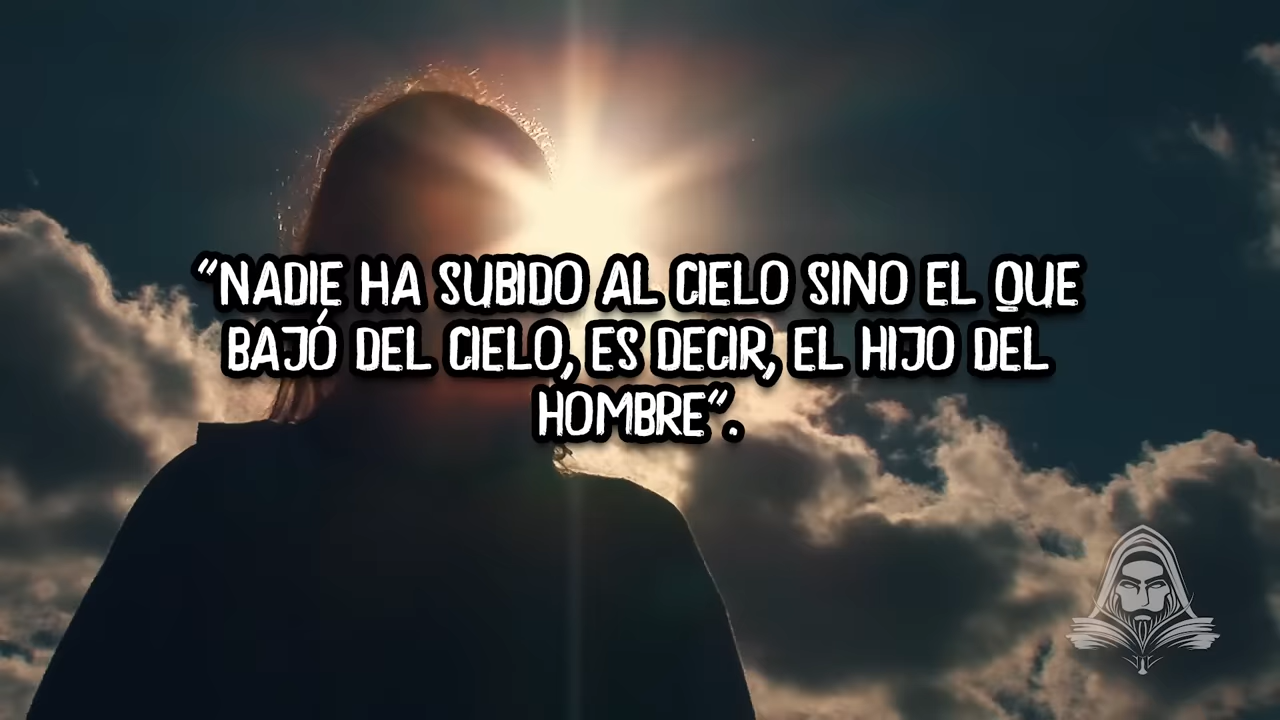 “NADIE HA SUBIDO AL CIELO SINO EL QUE
BAJÓ DEL CIELO, ES DECIR, EL HIJO DEL
HOMBRE”.